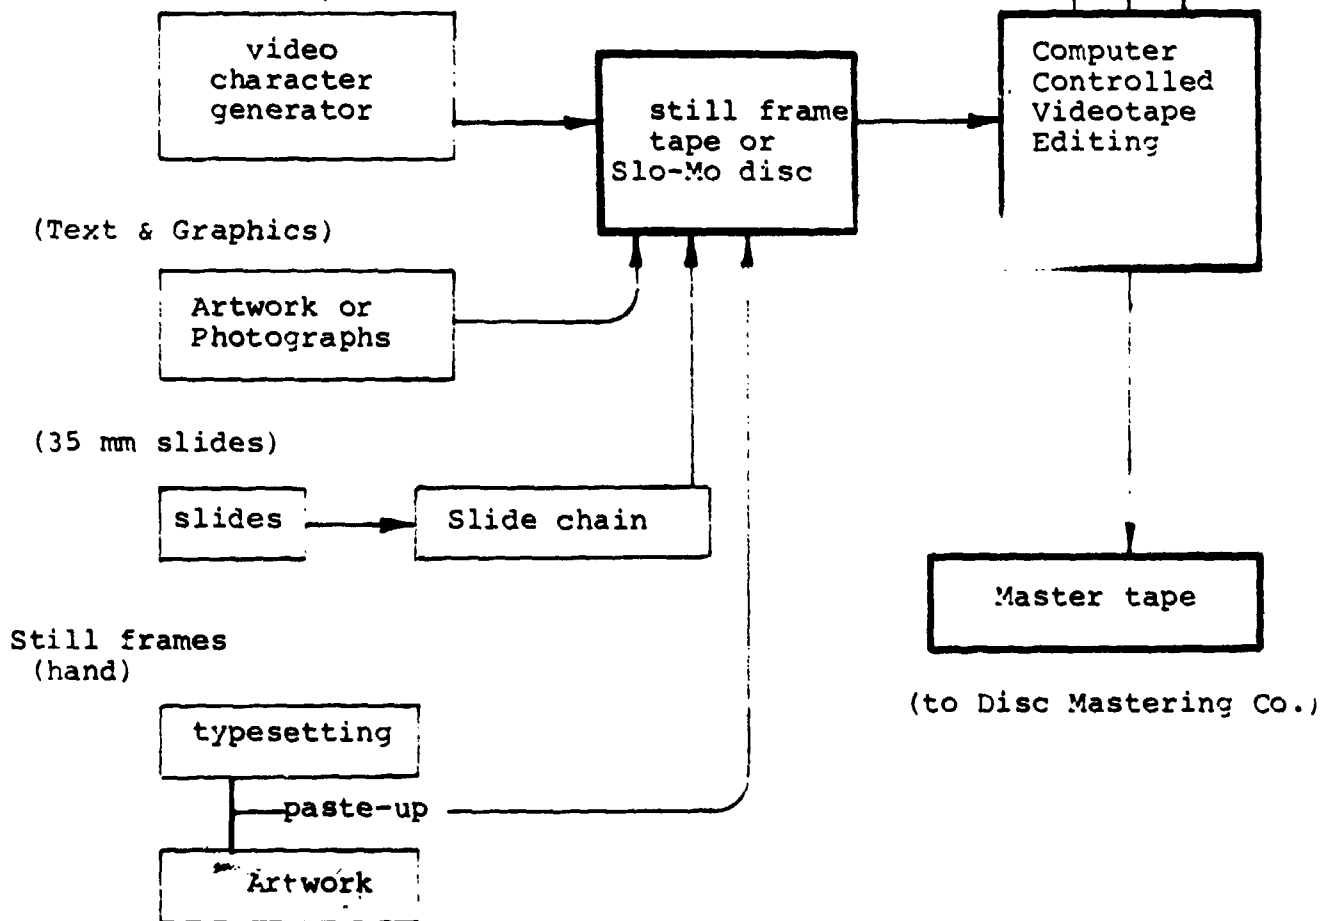 video
character
generator
still frame
tape or
Slo-Mo disc
Computer
Controlled
Videotape
Editing
(Text & Graphics)
Artwork or
Photographs
(35 mm slides)
slides
Slide chain
Master tape
(to Disc Mastering Co.)
Still frames
(hand)
typesetting
paste-up
Artwork